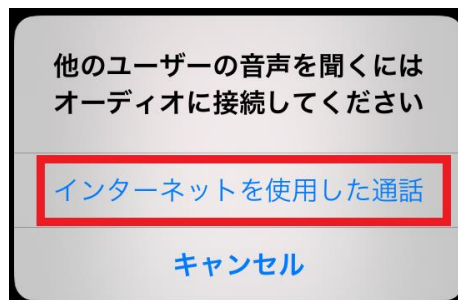 他のユーザーの音声を聞くには
オーディオに接続してください
インターネットを使用した通話
キャンセル